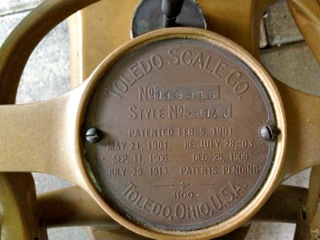 TOLEDO SCALE CO.
No.
STYLE No.
PATENTED FEB. 5, 1901.
MAY 21, 1901. RE-JULY, 28-'03
SEP. 11, 1906. DEC. 25, 1906
JULY 29, 1913. PATENTS PENDING
1100
TOLEDO, OHIO, U.S.A.